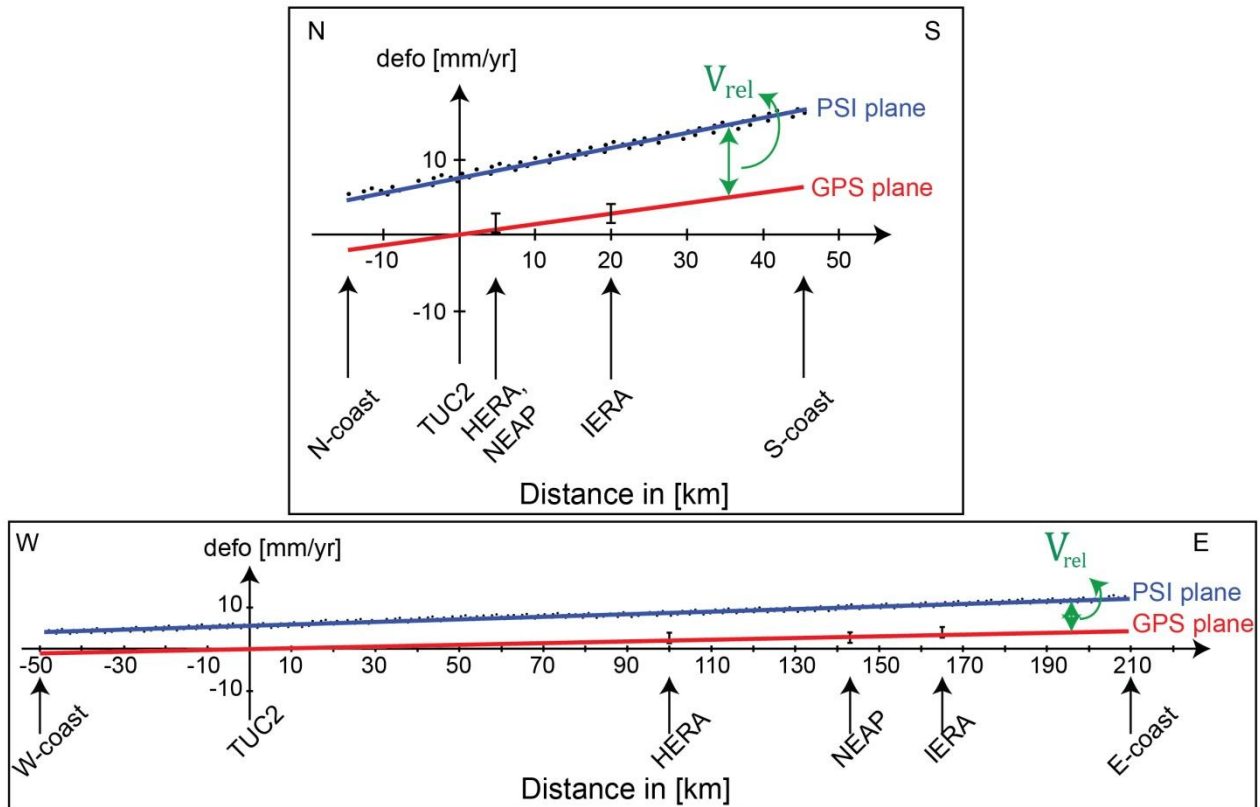 N
S
defo [mm/yr]
Vrel
PSI plane
GPS plane
10
-10
-10
10
20
30
40
50
N-coast
TUC2
HERA,
NEAP
IERA
S-coast
Distance in [km]
W
E
defo [mm/yr]
Vrel
PSI plane
GPS plane
10
-10
-50
-30
-10
10
30
50
70
90
110
130
150
170
190
210
W-coast
TUC2
HERA
NEAP
IERA
E-coast
Distance in [km]